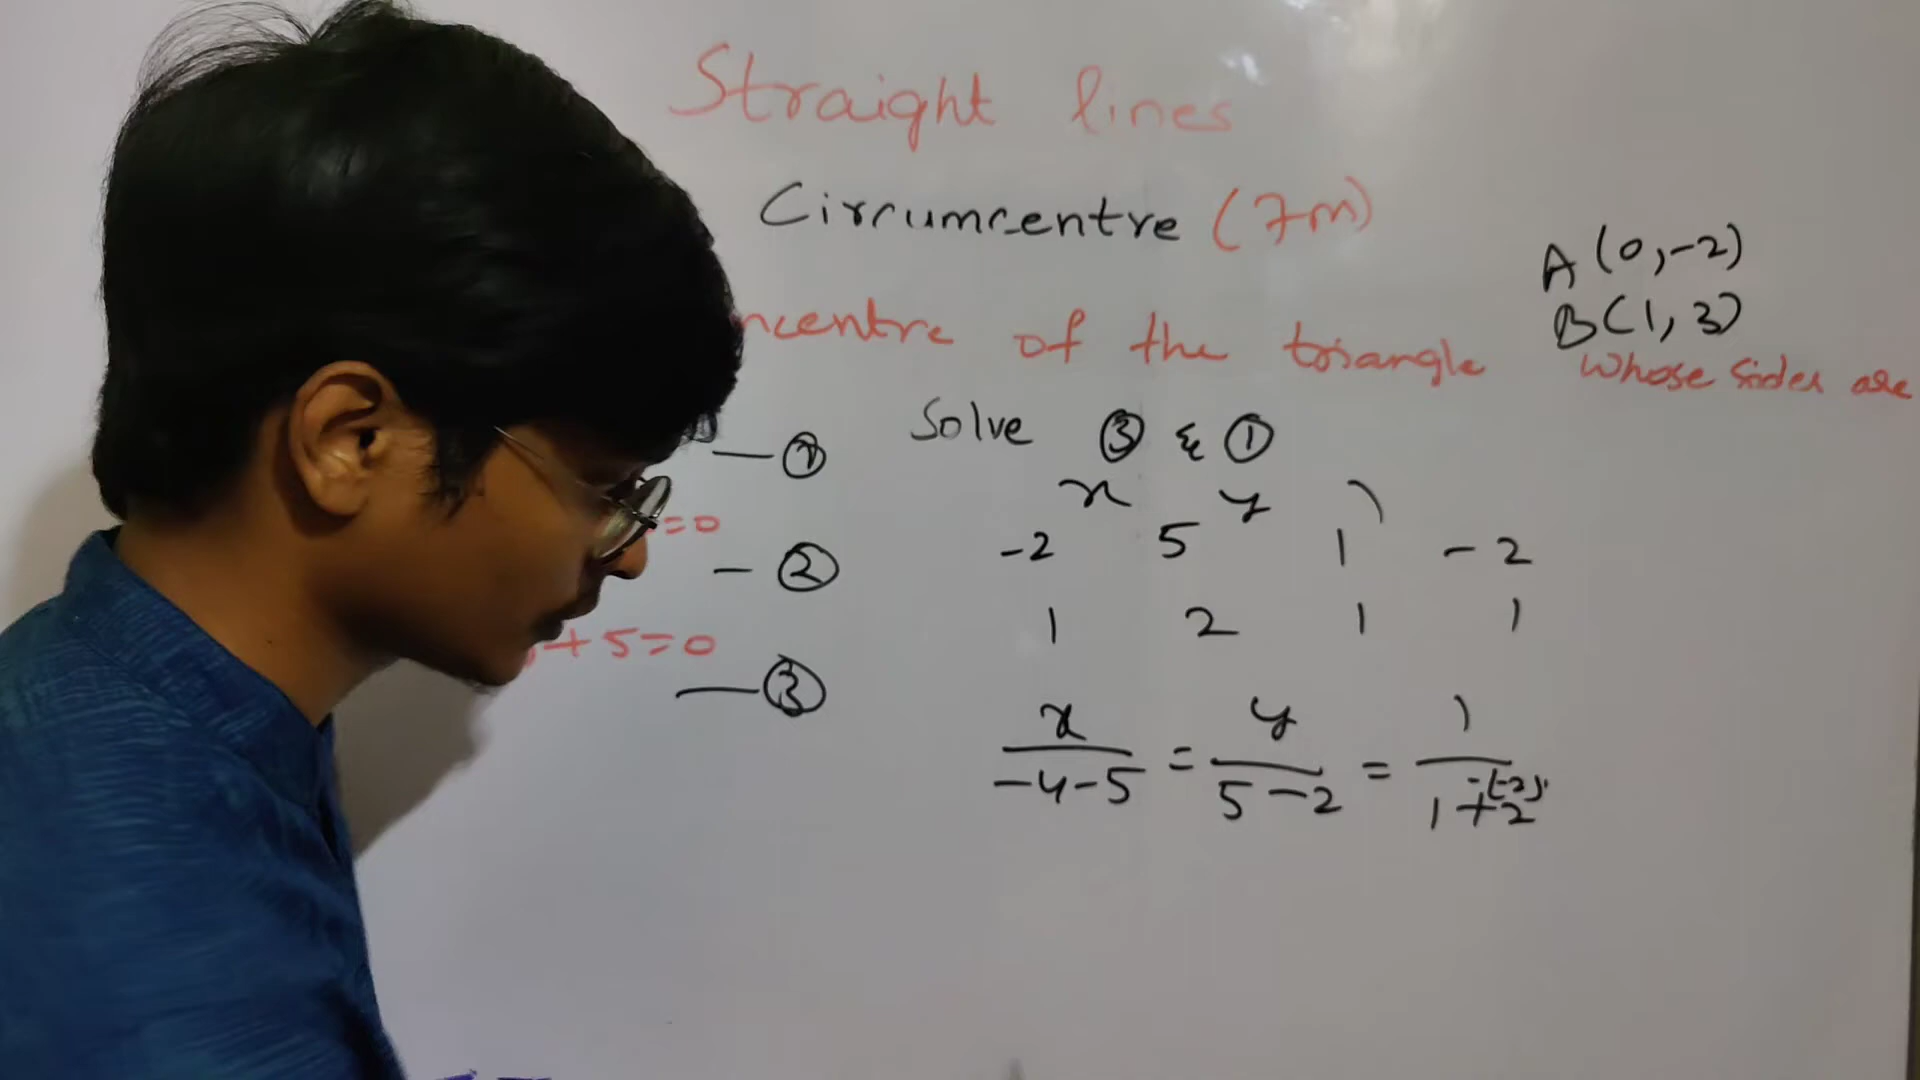 Straight lines
Circumcentre (7m)
A (0,-2)
B(1, 3)
ncentre of the triangle whose sides are
— ①
=0
— ②
+ 5=0
— ③
Solve ③ & ①
x y 1
-2 5 1 -2
1 2 1 1
x/-4-5 = y/5-2 = 1/1+2
-(-2)